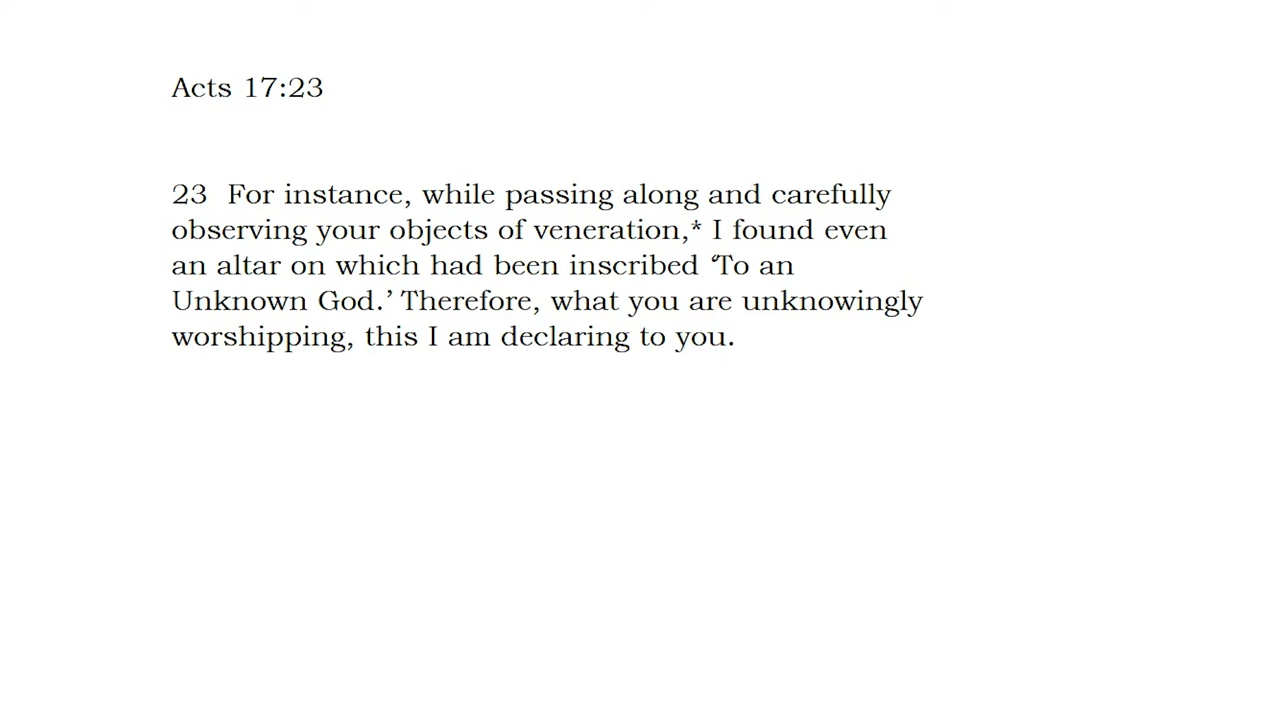 Acts 17:23
23 For instance, while passing along and carefully
observing your objects of veneration,* I found even
an altar on which had been inscribed ‘To an
Unknown God.’ Therefore, what you are unknowingly
worshipping, this I am declaring to you.